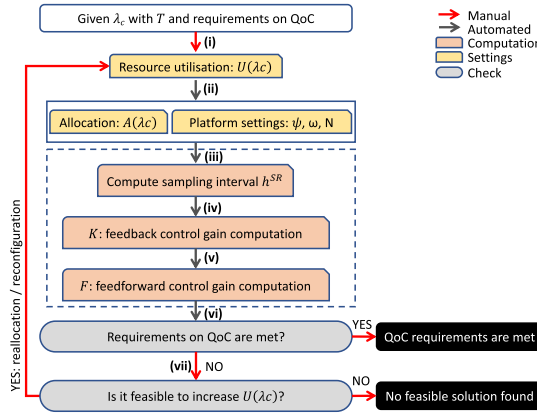 Given λ_c with T and requirements on QoC
Manual
Automated
Computation
Settings
Check
(i)
Resource utilisation: U(λc)
(ii)
Allocation: A(λc)
Platform settings: ψ, ω, N
(iii)
Compute sampling interval h^SR
(iv)
K: feedback control gain computation
(v)
F: feedforward control gain computation
(vi)
Requirements on QoC are met?
YES
QoC requirements are met
(vii)
NO
Is it feasible to increase U(λc)?
NO
No feasible solution found
YES: reallocation / reconfiguration